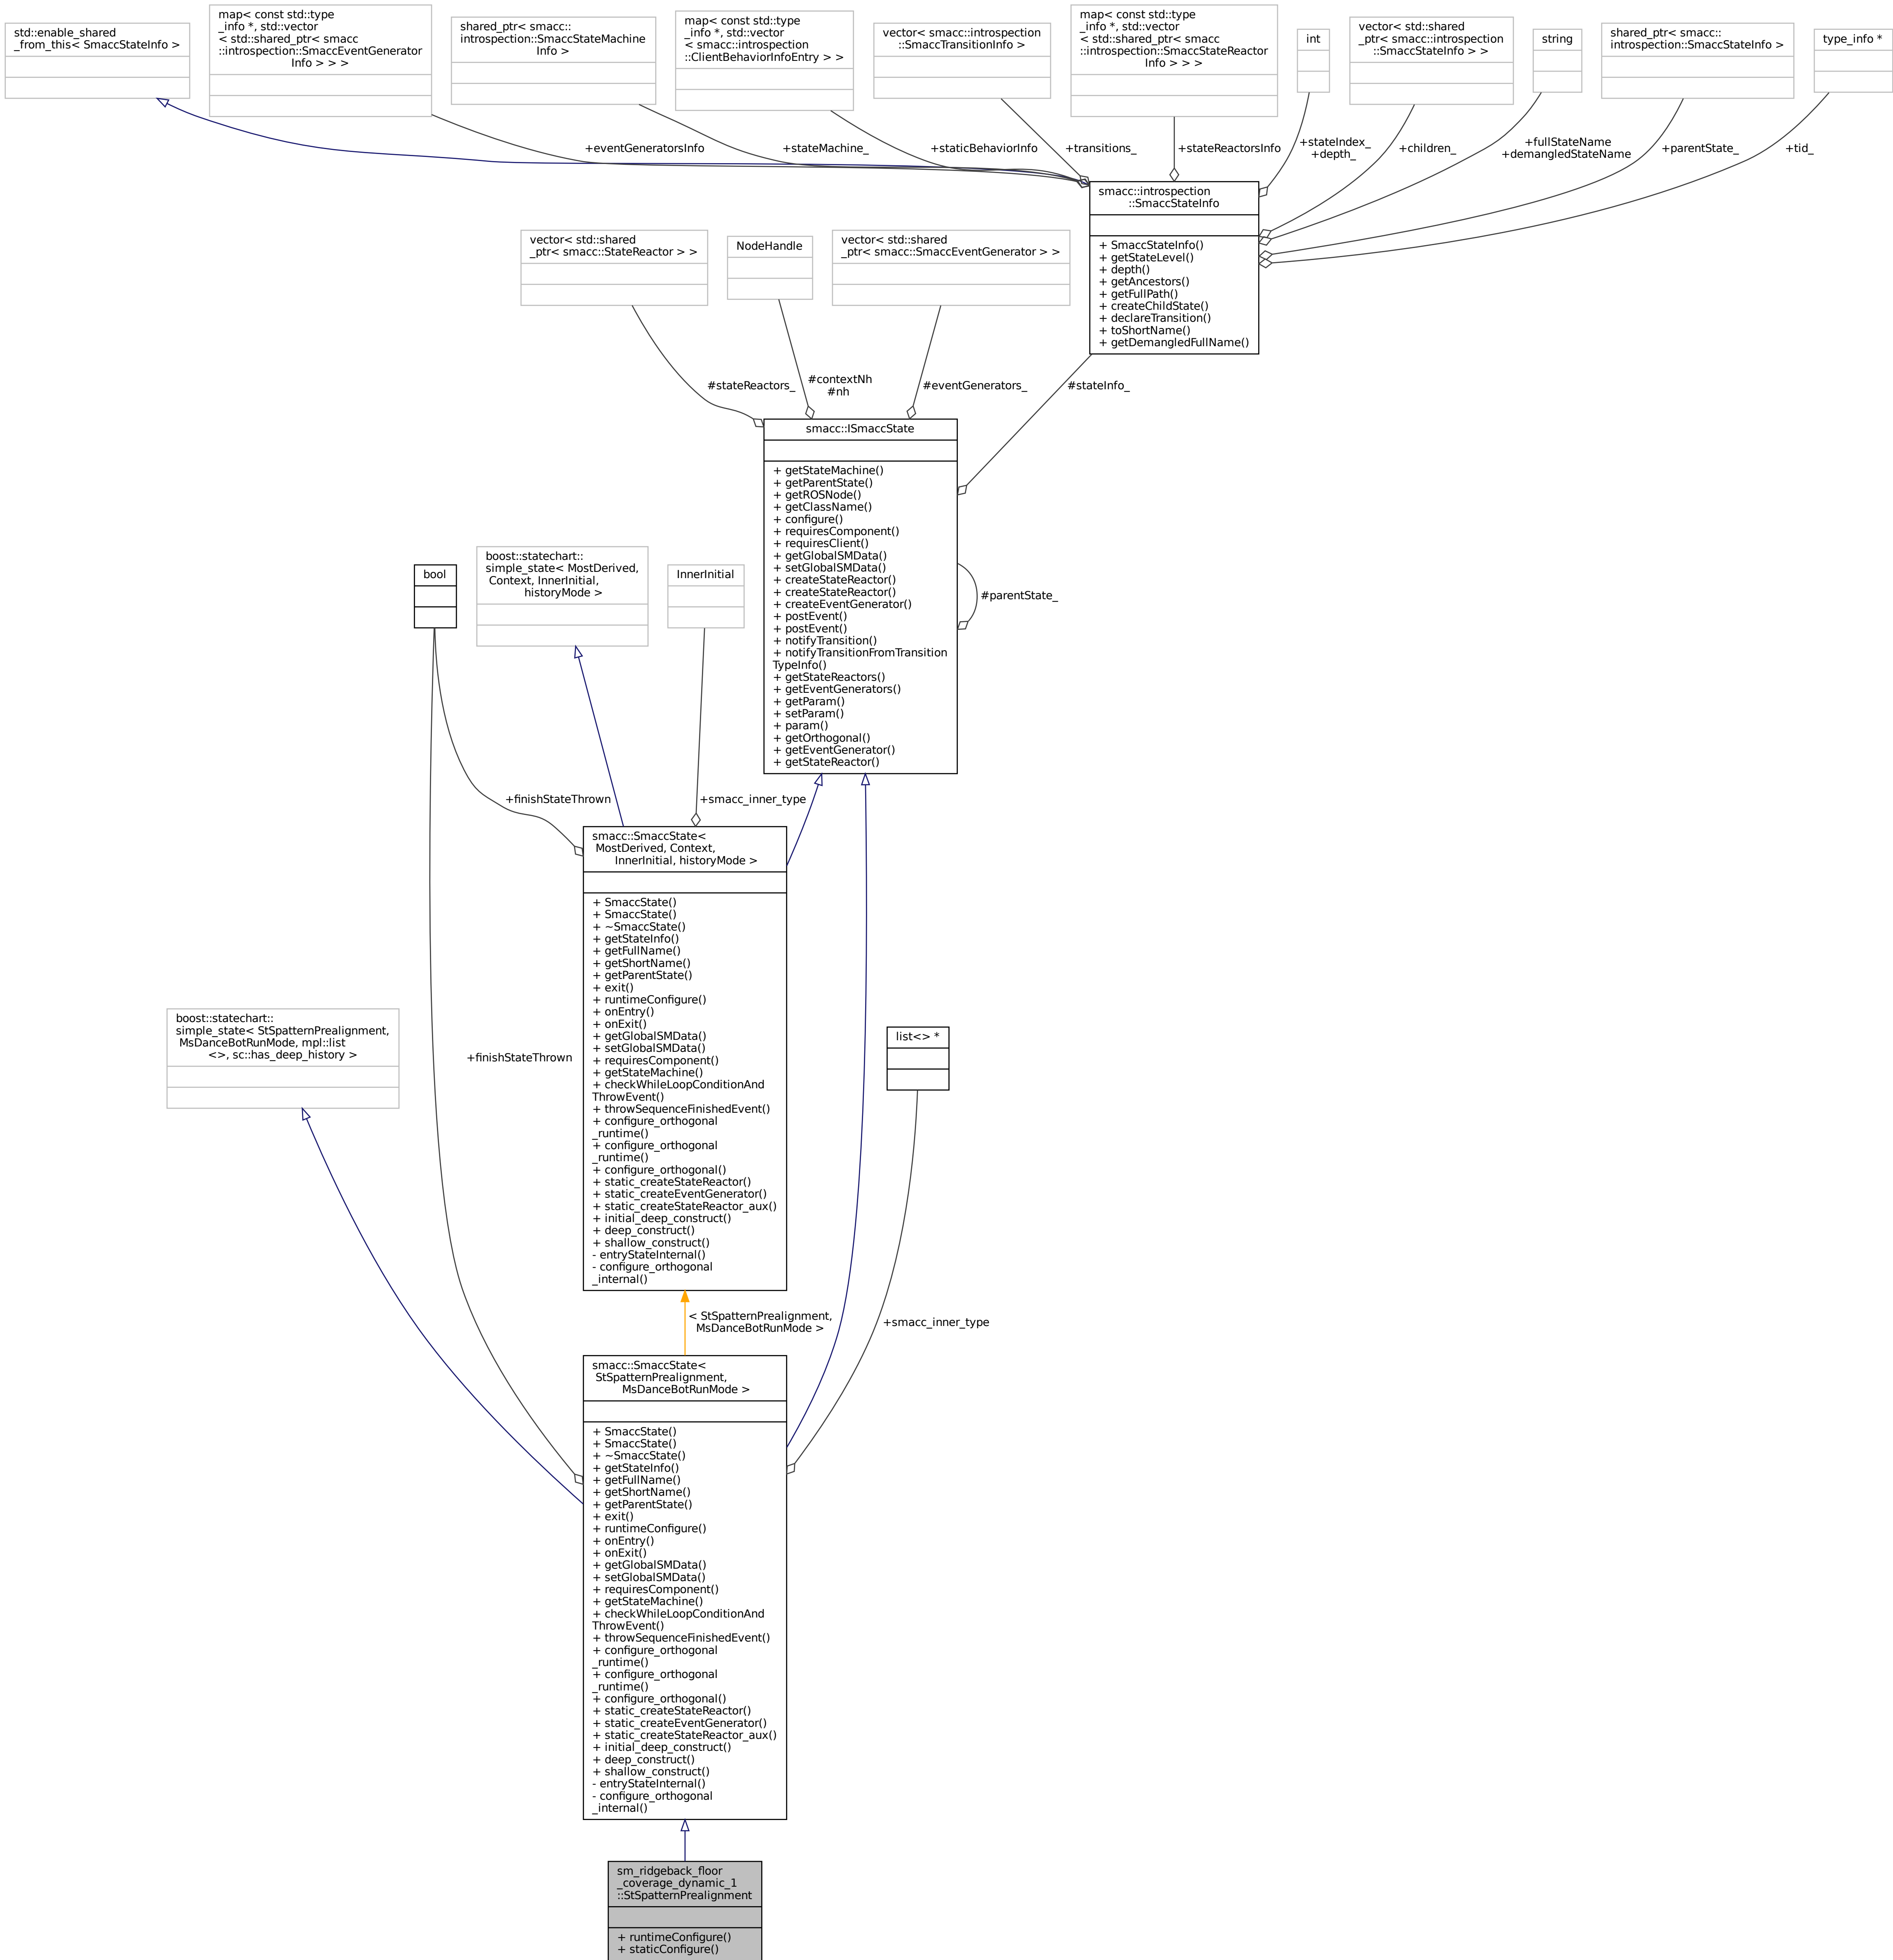 std::enable_shared
_from_this< SmaccStateInfo >
map< const std::type
_info *, std::vector
< std::shared_ptr< smacc
::introspection::SmaccEventGenerator
Info > > >
shared_ptr< smacc::
introspection::SmaccStateMachine
Info >
map< const std::type
_info *, std::vector
< smacc::introspection
::ClientBehaviorInfoEntry > >
vector< smacc::introspection
::SmaccTransitionInfo >
map< const std::type
_info *, std::vector
< std::shared_ptr< smacc
::introspection::SmaccStateReactor
Info > > >
int
vector< std::shared
_ptr< smacc::introspection
::SmaccStateInfo > >
string
shared_ptr< smacc::
introspection::SmaccStateInfo >
type_info *
+eventGeneratorsInfo
+stateMachine_
+staticBehaviorInfo
+transitions_
+stateReactorsInfo
+stateIndex_
+depth_
+children_
+fullStateName
+demangledStateName
+parentState_
+tid_
smacc::introspection
::SmaccStateInfo
+ SmaccStateInfo()
+ getStateLevel()
+ depth()
+ getAncestors()
+ getFullPath()
+ createChildState()
+ declareTransition()
+ toShortName()
+ getDemangledFullName()
vector< std::shared
_ptr< smacc::StateReactor > >
NodeHandle
vector< std::shared
_ptr< smacc::SmaccEventGenerator > >
#stateReactors_
#contextNh
#nh
#eventGenerators_
#stateInfo_
smacc::ISmaccState
+ getStateMachine()
+ getParentState()
+ getROSNode()
+ getClassName()
+ configure()
+ requiresComponent()
+ requiresClient()
+ getGlobalSMData()
+ setGlobalSMData()
+ createStateReactor()
+ createStateReactor()
+ createEventGenerator()
+ postEvent()
+ postEvent()
+ notifyTransition()
+ notifyTransitionFromTransition
TypeInfo()
+ getStateReactors()
+ getEventGenerators()
+ getParam()
+ setParam()
+ param()
+ getOrthogonal()
+ getEventGenerator()
+ getStateReactor()
#parentState_
bool
boost::statechart::
simple_state< MostDerived,
Context, InnerInitial,
historyMode >
InnerInitial
+finishStateThrown
+smacc_inner_type
smacc::SmaccState<
MostDerived, Context,
InnerInitial, historyMode >
+ SmaccState()
+ SmaccState()
+ ~SmaccState()
+ getStateInfo()
+ getFullName()
+ getShortName()
+ getParentState()
+ exit()
+ runtimeConfigure()
+ onEntry()
+ onExit()
+ getGlobalSMData()
+ setGlobalSMData()
+ requiresComponent()
+ getStateMachine()
+ checkWhileLoopConditionAnd
ThrowEvent()
+ throwSequenceFinishedEvent()
+ configure_orthogonal
_runtime()
+ configure_orthogonal
_runtime()
+ configure_orthogonal()
+ static_createStateReactor()
+ static_createEventGenerator()
+ static_createStateReactor_aux()
+ initial_deep_construct()
+ deep_construct()
+ shallow_construct()
- entryStateInternal()
- configure_orthogonal
_internal()
boost::statechart::
simple_state< StSpatternPrealignment,
MsDanceBotRunMode, mpl::list
<>, sc::has_deep_history >
+finishStateThrown
list<> *
< StSpatternPrealignment,
MsDanceBotRunMode >
+smacc_inner_type
smacc::SmaccState<
StSpatternPrealignment,
MsDanceBotRunMode >
+ SmaccState()
+ SmaccState()
+ ~SmaccState()
+ getStateInfo()
+ getFullName()
+ getShortName()
+ getParentState()
+ exit()
+ runtimeConfigure()
+ onEntry()
+ onExit()
+ getGlobalSMData()
+ setGlobalSMData()
+ requiresComponent()
+ getStateMachine()
+ checkWhileLoopConditionAnd
ThrowEvent()
+ throwSequenceFinishedEvent()
+ configure_orthogonal
_runtime()
+ configure_orthogonal
_runtime()
+ configure_orthogonal()
+ static_createStateReactor()
+ static_createEventGenerator()
+ static_createStateReactor_aux()
+ initial_deep_construct()
+ deep_construct()
+ shallow_construct()
- entryStateInternal()
- configure_orthogonal
_internal()
sm_ridgeback_floor
_coverage_dynamic_1
::StSpatternPrealignment
+ runtimeConfigure()
+ staticConfigure()